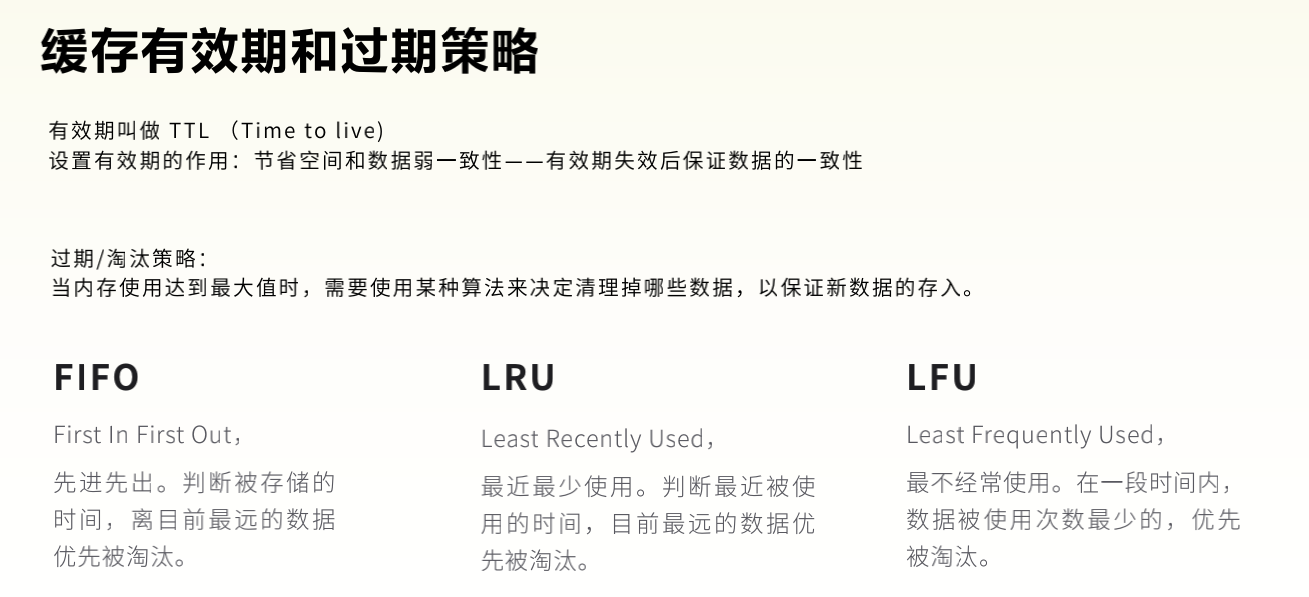 缓存有效期和过期策略
有效期叫做 TTL （Time to live)
设置有效期的作用：节省空间和数据弱一致性——有效期失效后保证数据的一致性
过期/淘汰策略：
当内存使用达到最大值时，需要使用某种算法来决定清理掉哪些数据，以保证新数据的存入。
FIFO
First In First Out，
先进先出。判断被存储的
时间，离目前最远的数据
优先被淘汰。
LRU
Least Recently Used，
最近最少使用。判断最近被使
用的时间，目前最远的数据优
先被淘汰。
LFU
Least Frequently Used，
最不经常使用。在一段时间内，
数据被使用次数最少的，优先
被淘汰。